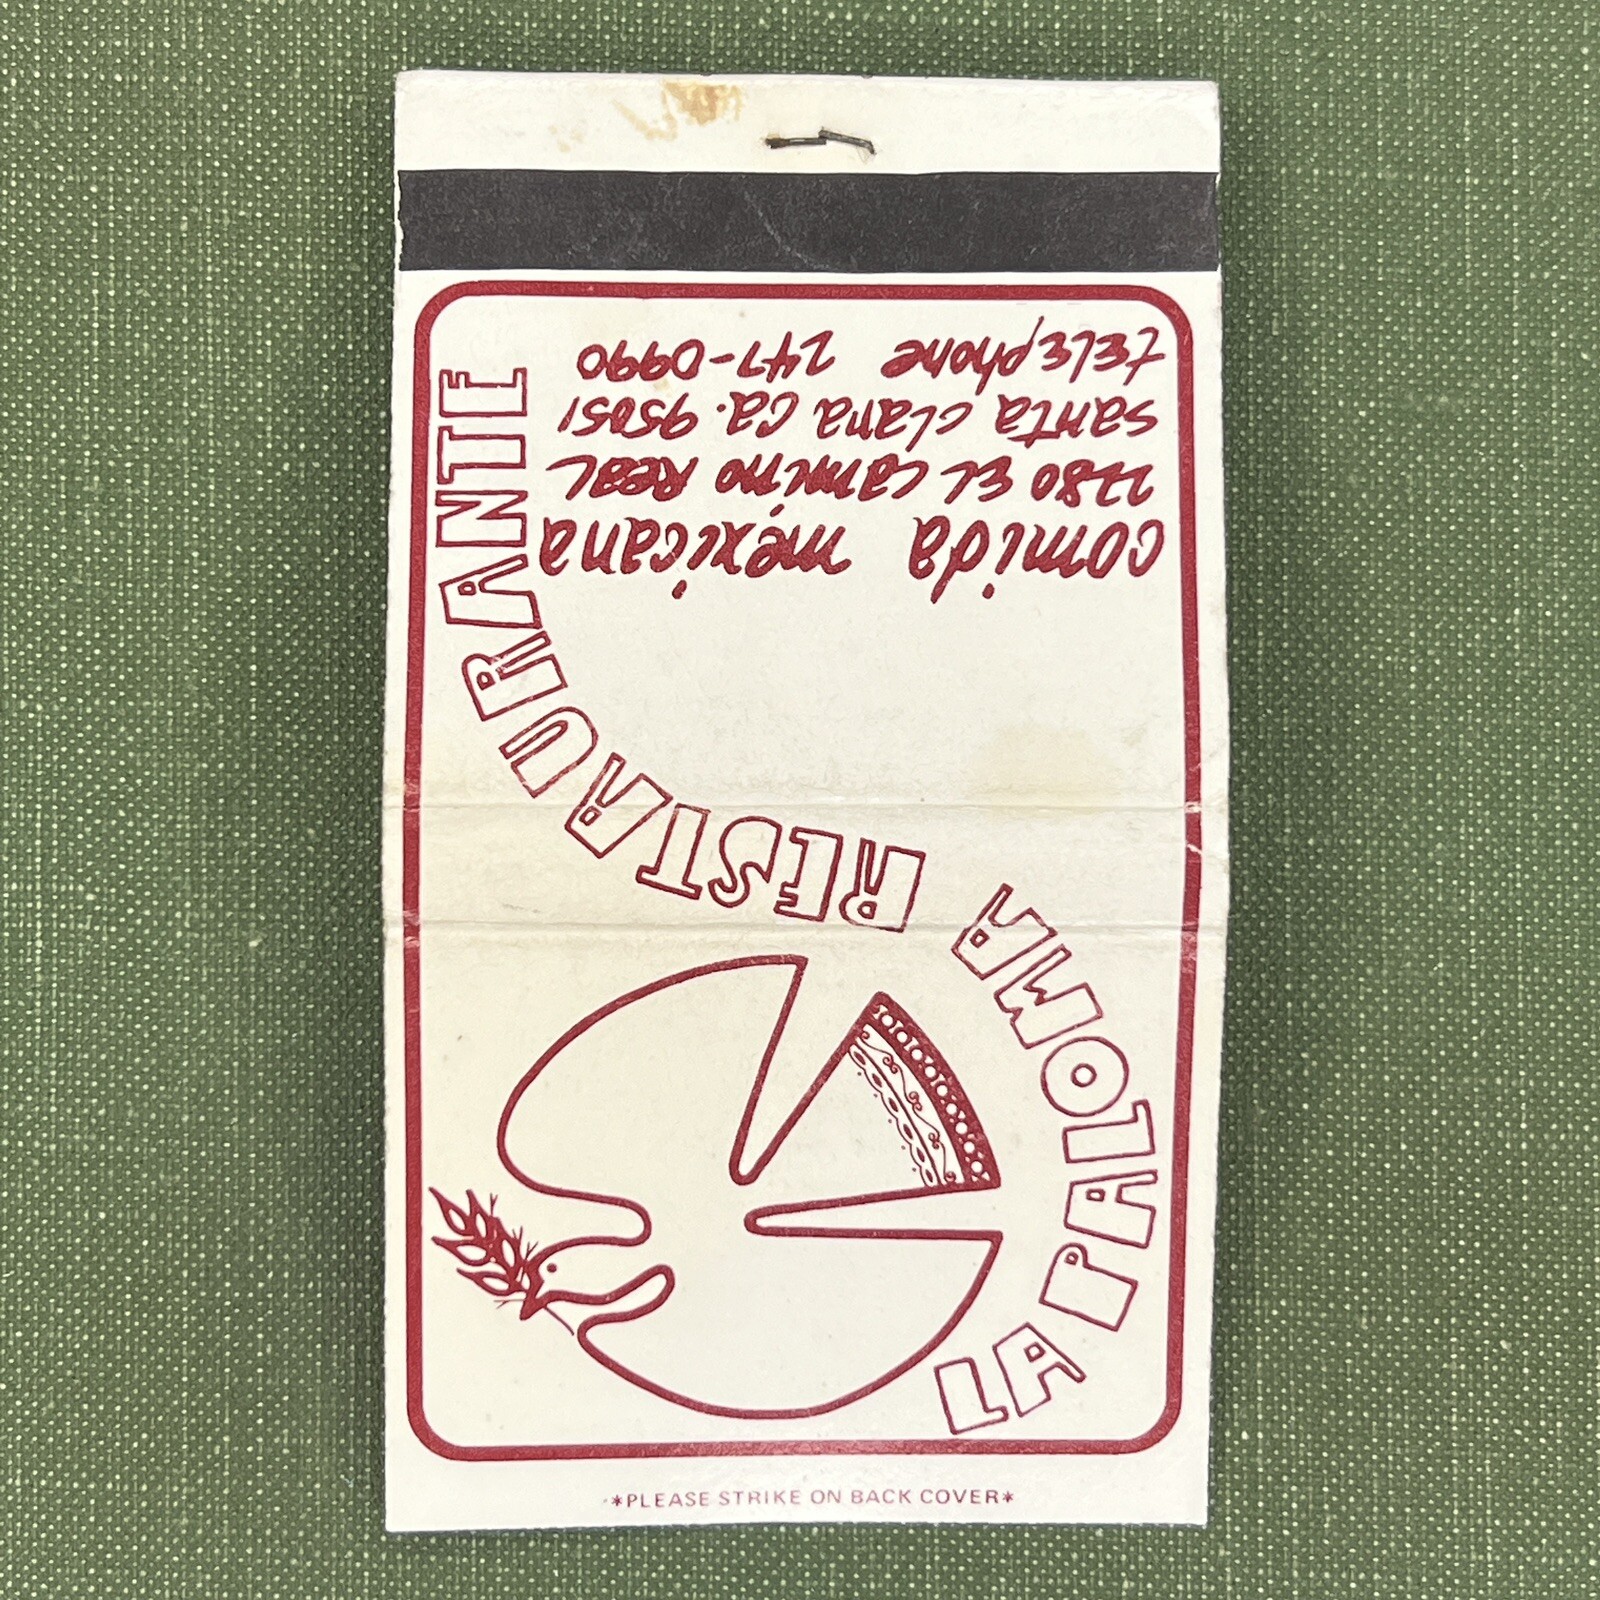 LA PALOMA RESTAURANTE
comida mexicana
2280 EL camino REAL
santa clara ca. 95051
tELEphone 247-0990
*PLEASE STRIKE ON BACK COVER*